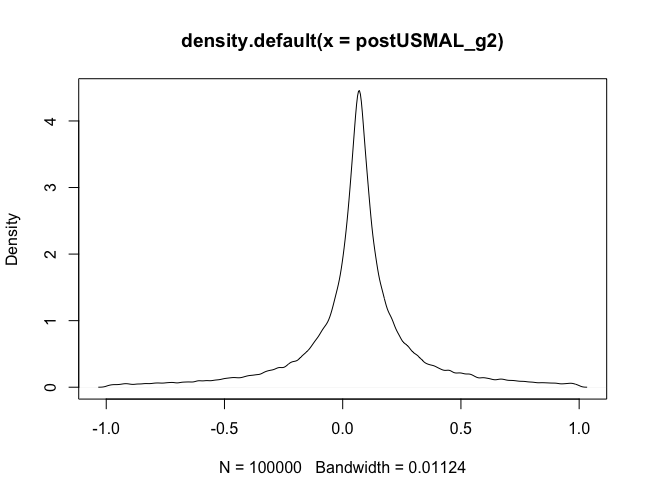 density.default(x = postUSMAL_g2)
Density
4
3
2
1
0
-1.0 -0.5 0.0 0.5 1.0
N = 100000 Bandwidth = 0.01124